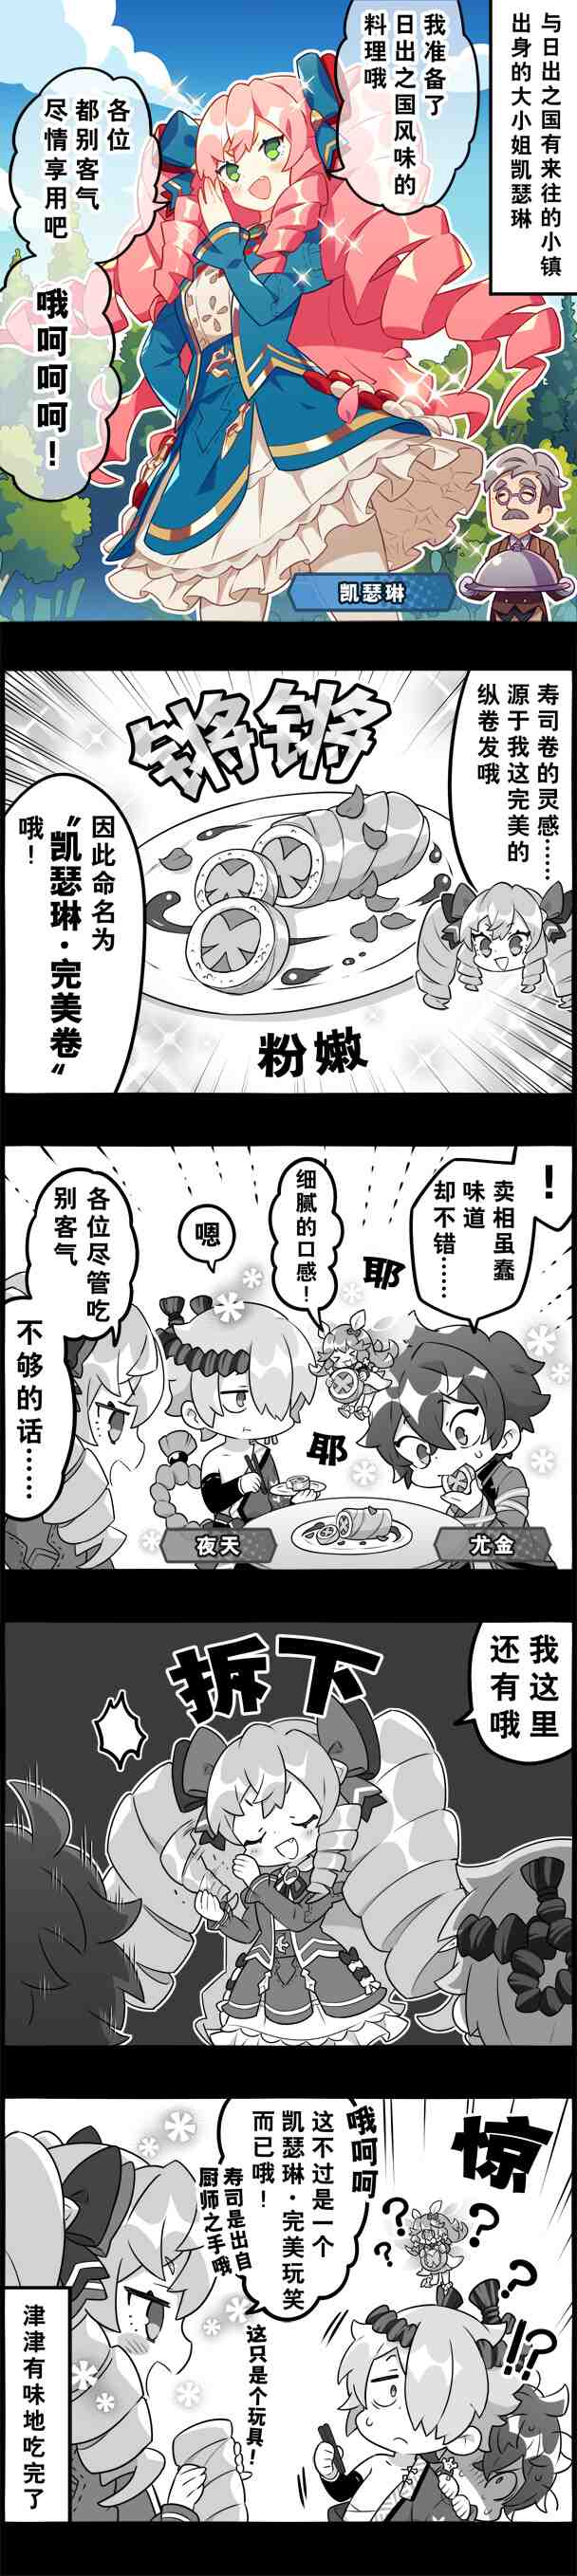 与日出之国有来往的小镇
出身的大小姐凯瑟琳
我准备了
日出之国风味的
料理哦
各位
都别客气
尽情享用吧
哦呵呵呵！
凯瑟琳
寿司卷的灵感……
源于我这完美的
纵卷发哦
锵锵
因此命名为
“凯瑟琳·完美卷”
哦！
粉嫩
！
卖相虽蠢
味道
却不错……
耶
细腻的口感！
耶
嗯
各位尽管吃
别客气
不够的话……
夜天
尤金
我这里
还有哦
拆下
惊
哦呵呵
这不过是一个
凯瑟琳·完美玩笑
而已哦！
寿司是出自
厨师之手哦
？
？
？
？
!!?
这只是个玩具！
津津有味地吃完了